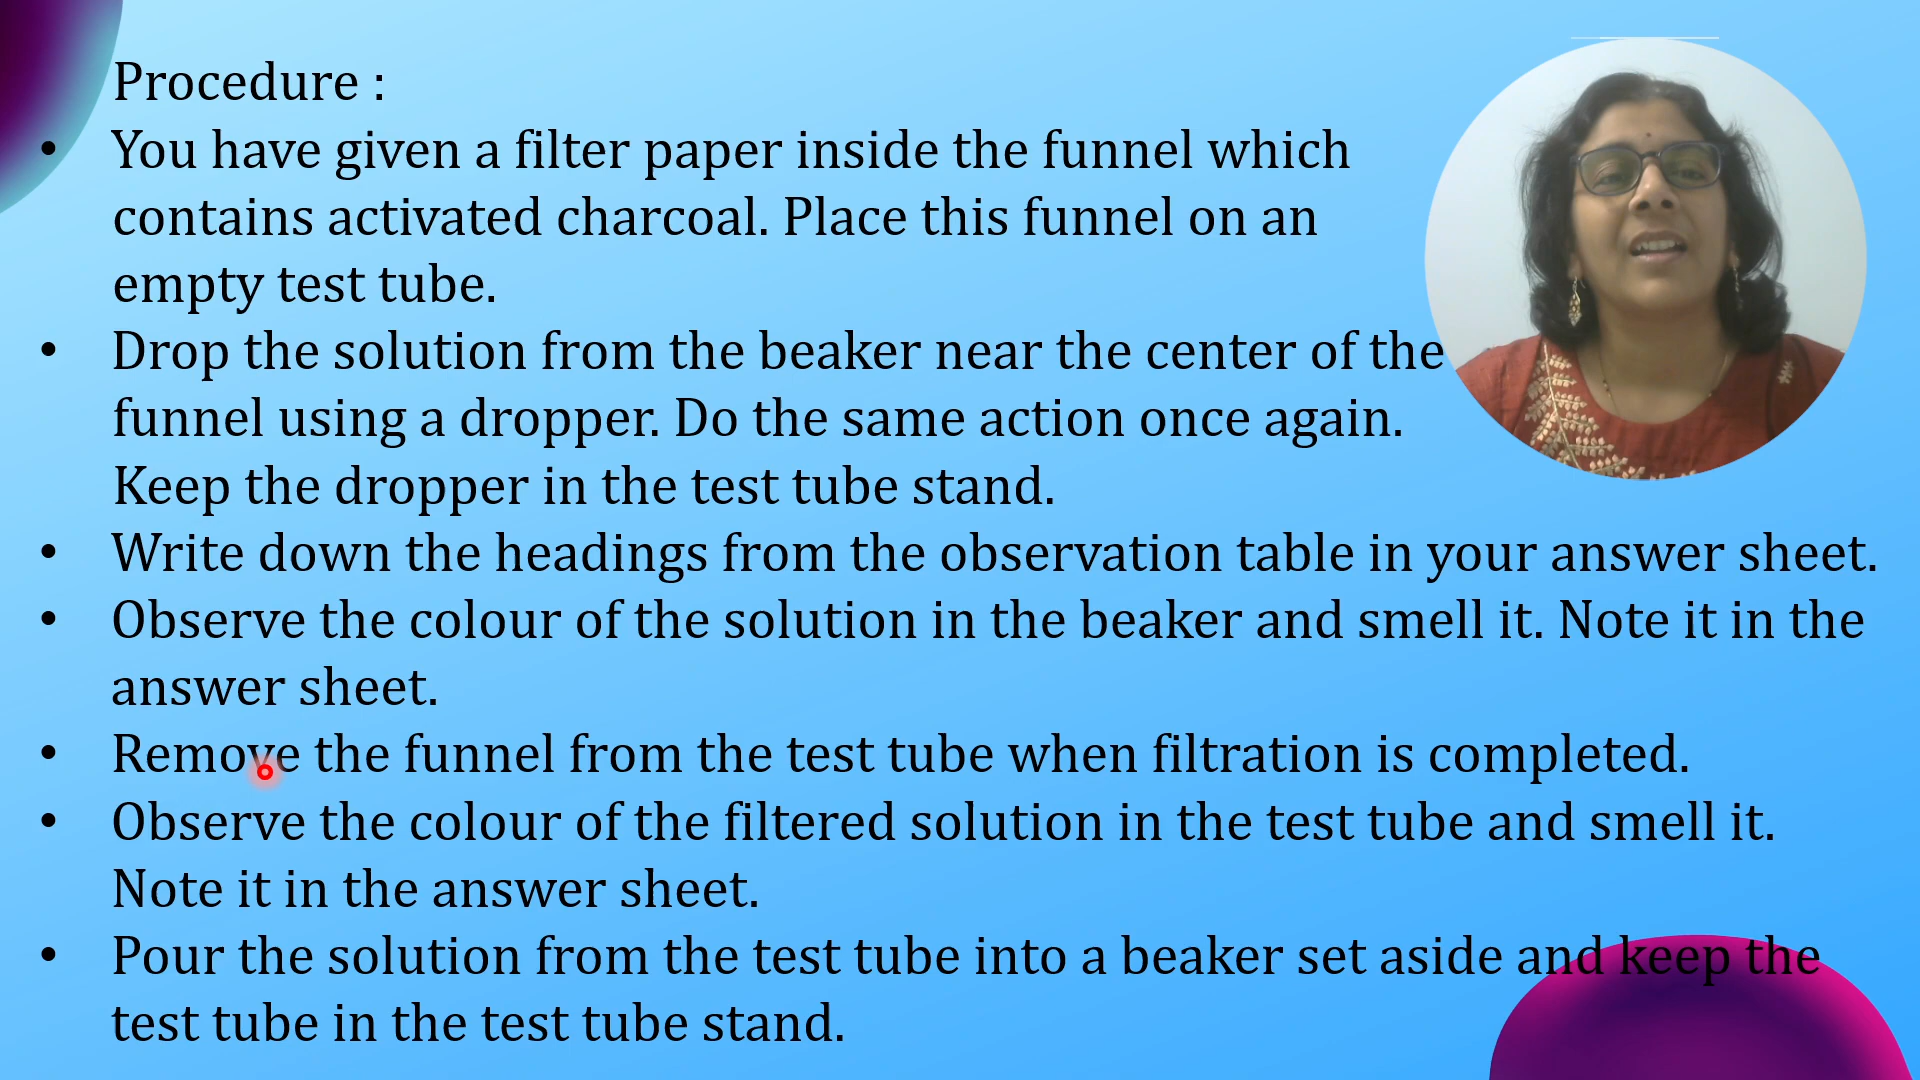 Procedure :
• You have given a filter paper inside the funnel which
contains activated charcoal. Place this funnel on an
empty test tube.
• Drop the solution from the beaker near the center of the
funnel using a dropper. Do the same action once again.
Keep the dropper in the test tube stand.
• Write down the headings from the observation table in your answer sheet.
• Observe the colour of the solution in the beaker and smell it. Note it in the
answer sheet.
• Remove the funnel from the test tube when filtration is completed.
• Observe the colour of the filtered solution in the test tube and smell it.
Note it in the answer sheet.
• Pour the solution from the test tube into a beaker set aside and keep the
test tube in the test tube stand.